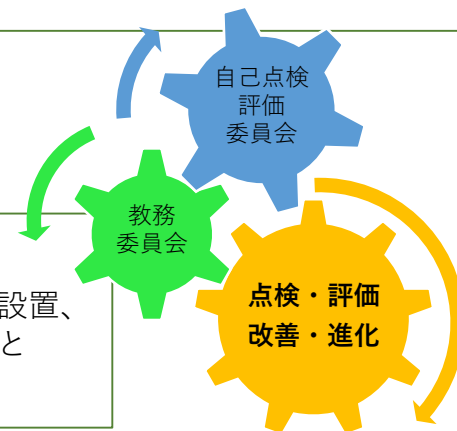 自己点検
評価
委員会
教務
委員会
点検・評価
改善・進化
設置、
と